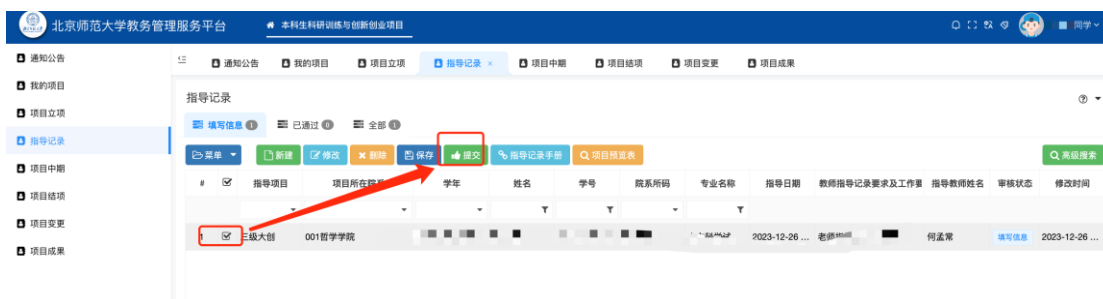 北京师范大学教务管理服务平台 本科生科研训练与创新创业项目 同学
通知公告
我的项目
项目立项
指导记录
项目中期
项目结项
项目变更
项目成果
通知公告 我的项目 项目立项 指导记录 × 项目中期 项目结项 项目变更 项目成果
指导记录
填写信息 1 已通过 0 全部 1
菜单 新建 修改 × 删除 保存 提交 指导记录手册 项目预览表 高级搜索
# 指导项目 项目所在院系 学年 姓名 学号 院系所码 专业名称 指导日期 教师指导记录要求及工作要 指导教师姓名 审核状态 修改时间
1 三级大创 001哲学学院 2023-12-26 ... 老师 何孟常 填写信息 2023-12-26 ...